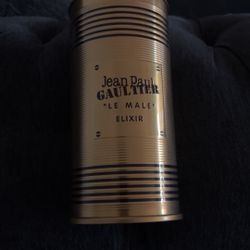 Jean Paul
GAULTIER
"LE MALE"
ELIXIR